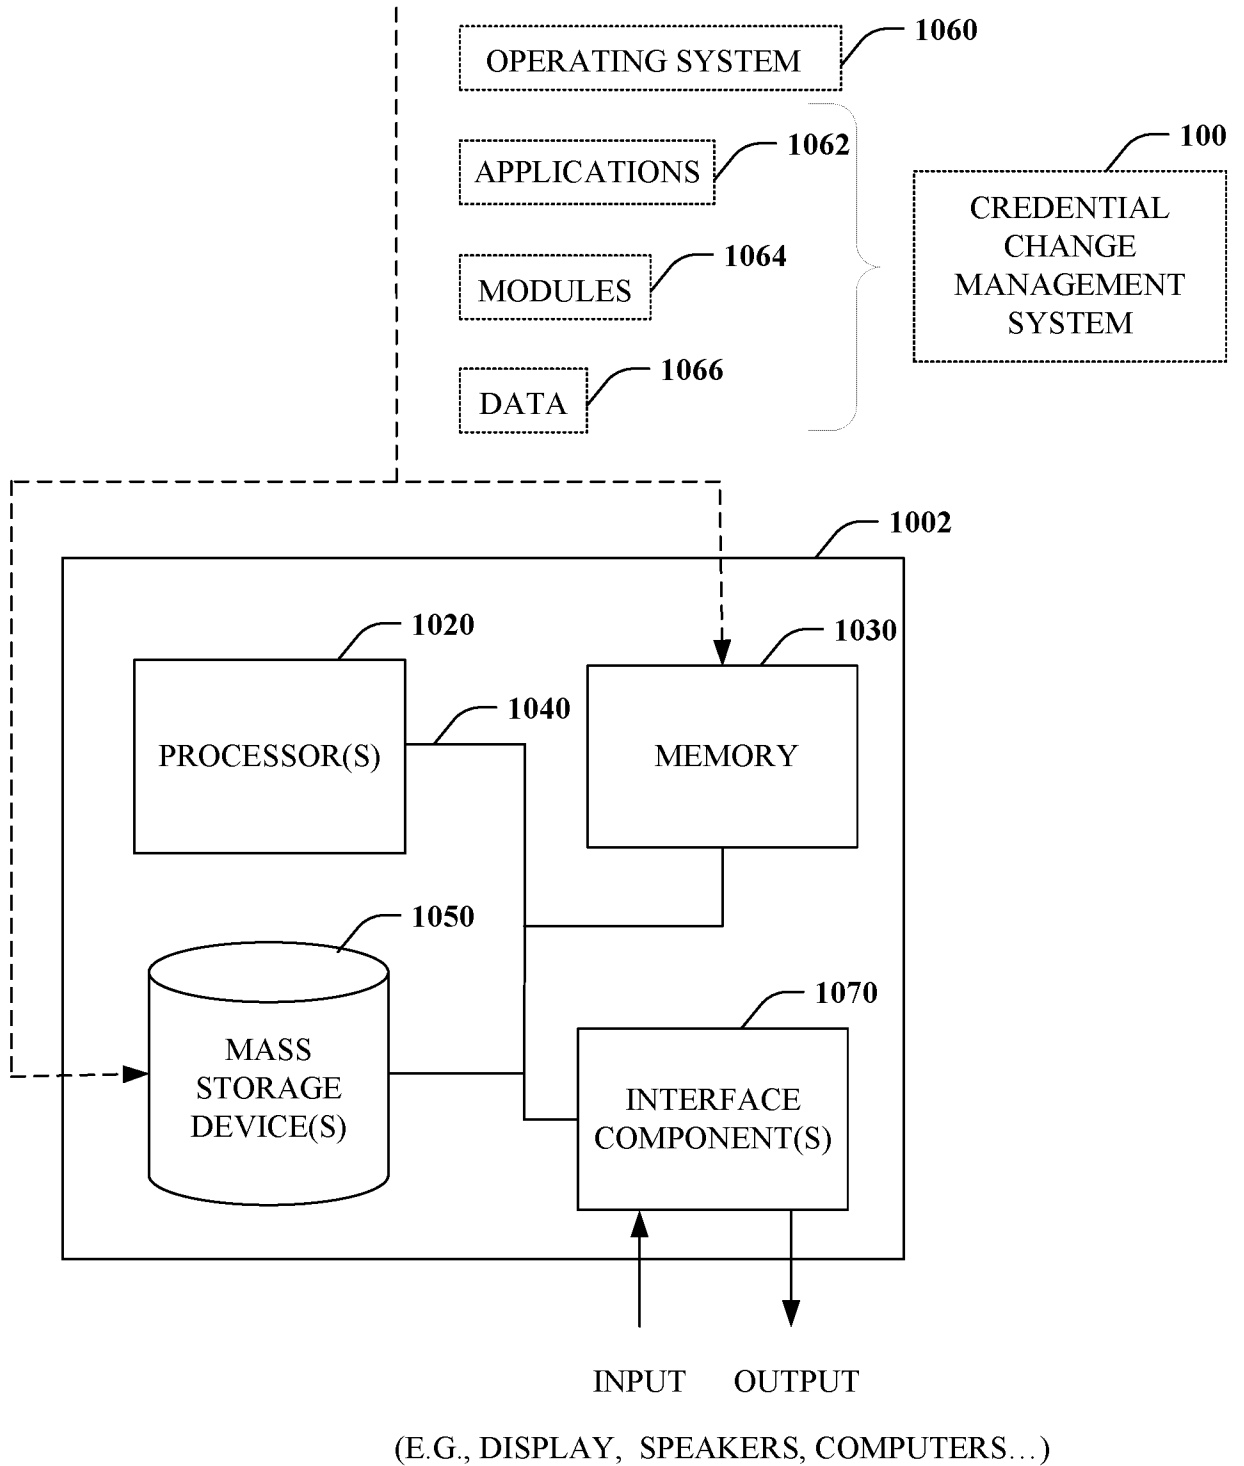 1060
OPERATING SYSTEM
1062
APPLICATIONS
100
CREDENTIAL
CHANGE
MANAGEMENT
SYSTEM
1064
MODULES
1066
DATA
1002
1020
PROCESSOR(S)
1030
MEMORY
1040
1050
MASS
STORAGE
DEVICE(S)
1070
INTERFACE
COMPONENT(S)
INPUT
OUTPUT
(E.G., DISPLAY, SPEAKERS, COMPUTERS…)